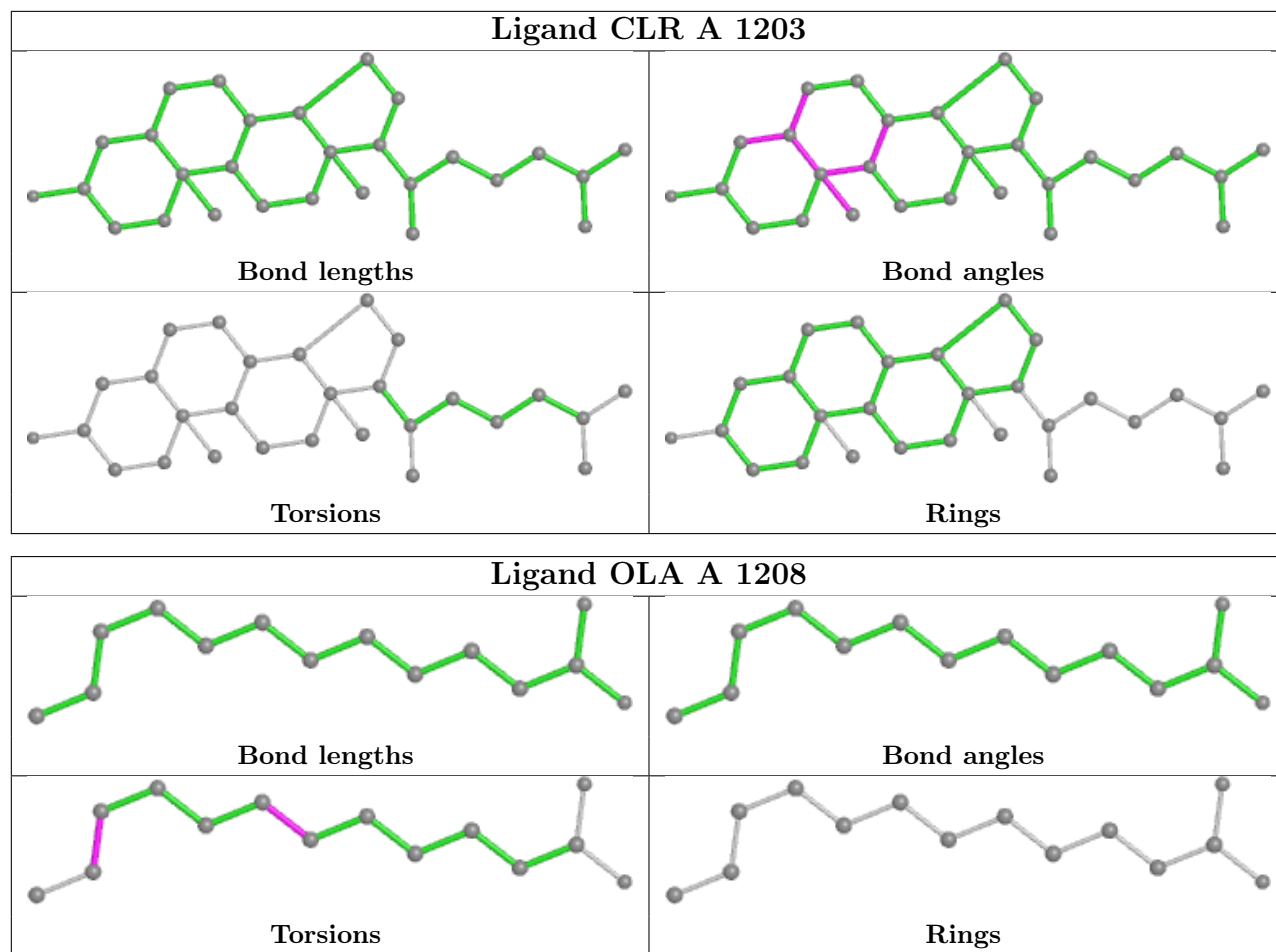 Ligand CLR A 1203
Bond lengths
Bond angles
Torsions
Rings
Ligand OLA A 1208
Bond lengths
Bond angles
Torsions
Rings